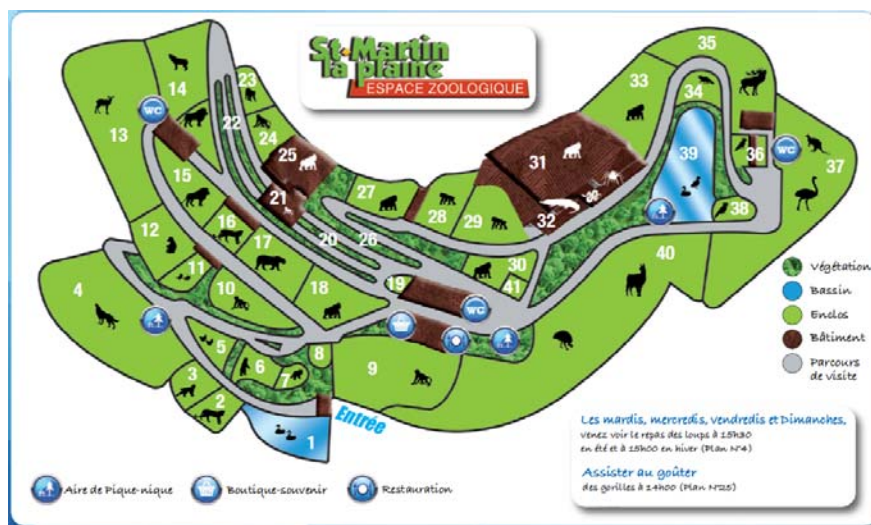 St-Martin
la plaine
ESPACE ZOOLOGIQUE
35
23
14
33
WC
34
22
24
13
25
31
39
36
WC
37
15
21
27
32
28
29
38
16
20
26
12
17
40
11
30
4
19
41
10
18
WC
5
8
6
9
3
7
2
Entrée
1
Végétation
Bassin
Enclos
Bâtiment
Parcours
de visite
Les mardis, mercredis, vendredis et Dimanches,
venez voir le repas des loups à 15h30
en été et à 15h00 en hiver (Plan N°4)
Assister au goûter
des gorilles à 14h00 (Plan N°25)
Aire de Pique-nique
Boutique-souvenir
Restauration